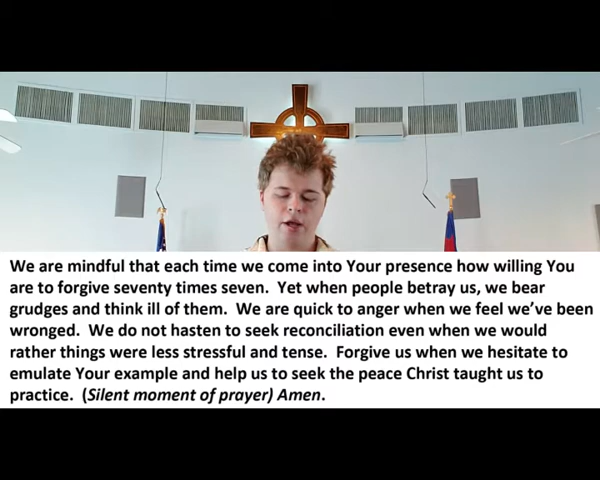 We are mindful that each time we come into Your presence how willing You
are to forgive seventy times seven.  Yet when people betray us, we bear
grudges and think ill of them.  We are quick to anger when we feel we’ve been
wronged.  We do not hasten to seek reconciliation even when we would
rather things were less stressful and tense.  Forgive us when we hesitate to
emulate Your example and help us to seek the peace Christ taught us to
practice.  (Silent moment of prayer) Amen.